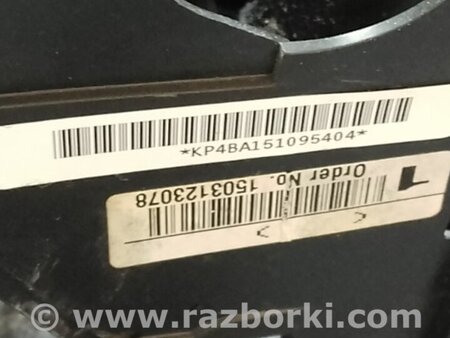 *KP4BA151095404*
Order No. 1503123078
www.razborki.com